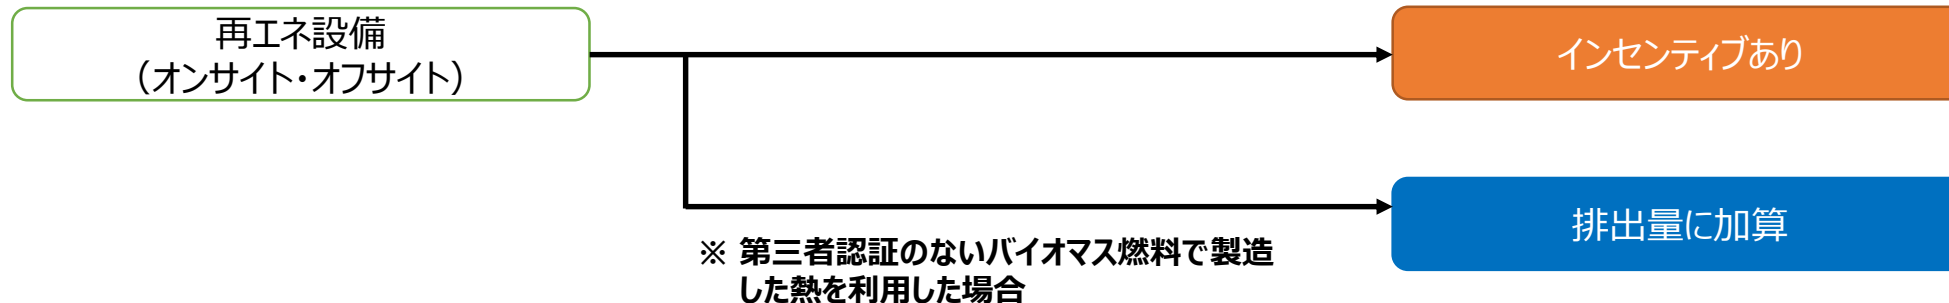 再エネ設備
（オンサイト・オフサイト）
インセンティブあり
排出量に加算
※ 第三者認証のないバイオマス燃料で製造
した熱を利用した場合